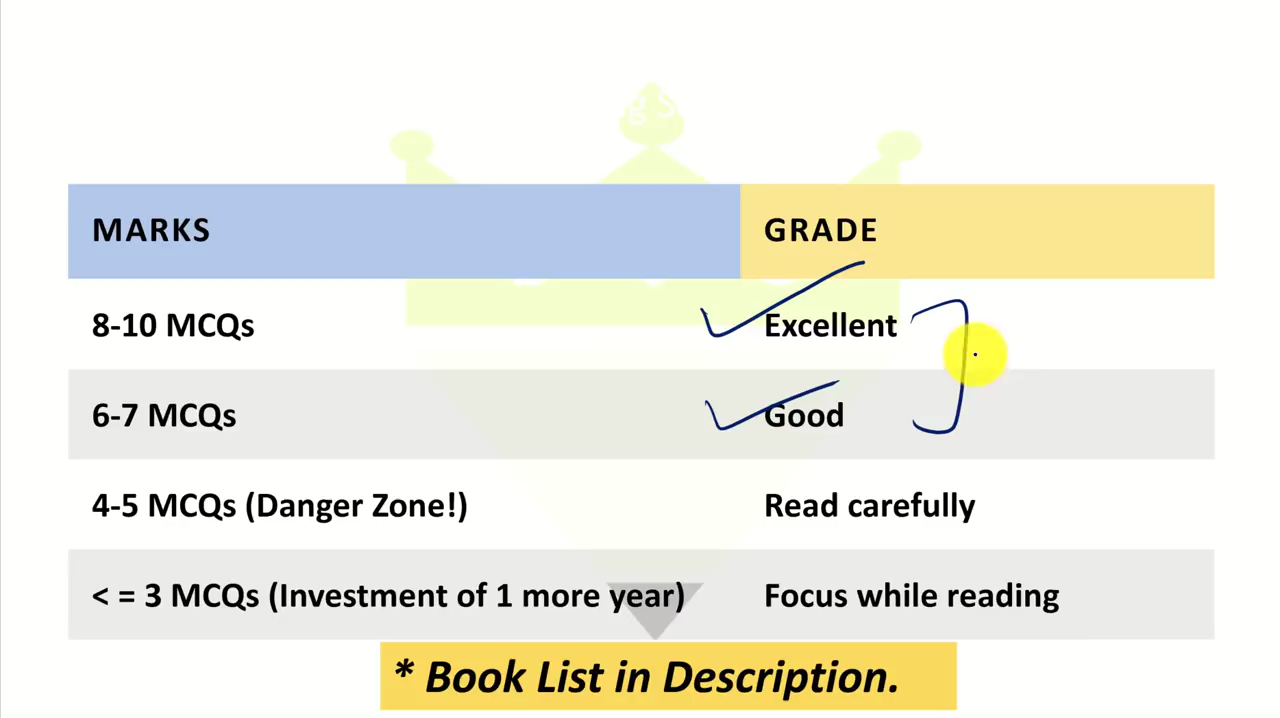 MARKS GRADE
8-10 MCQs Excellent
6-7 MCQs Good
4-5 MCQs (Danger Zone!) Read carefully
< = 3 MCQs (Investment of 1 more year) Focus while reading
* Book List in Description.